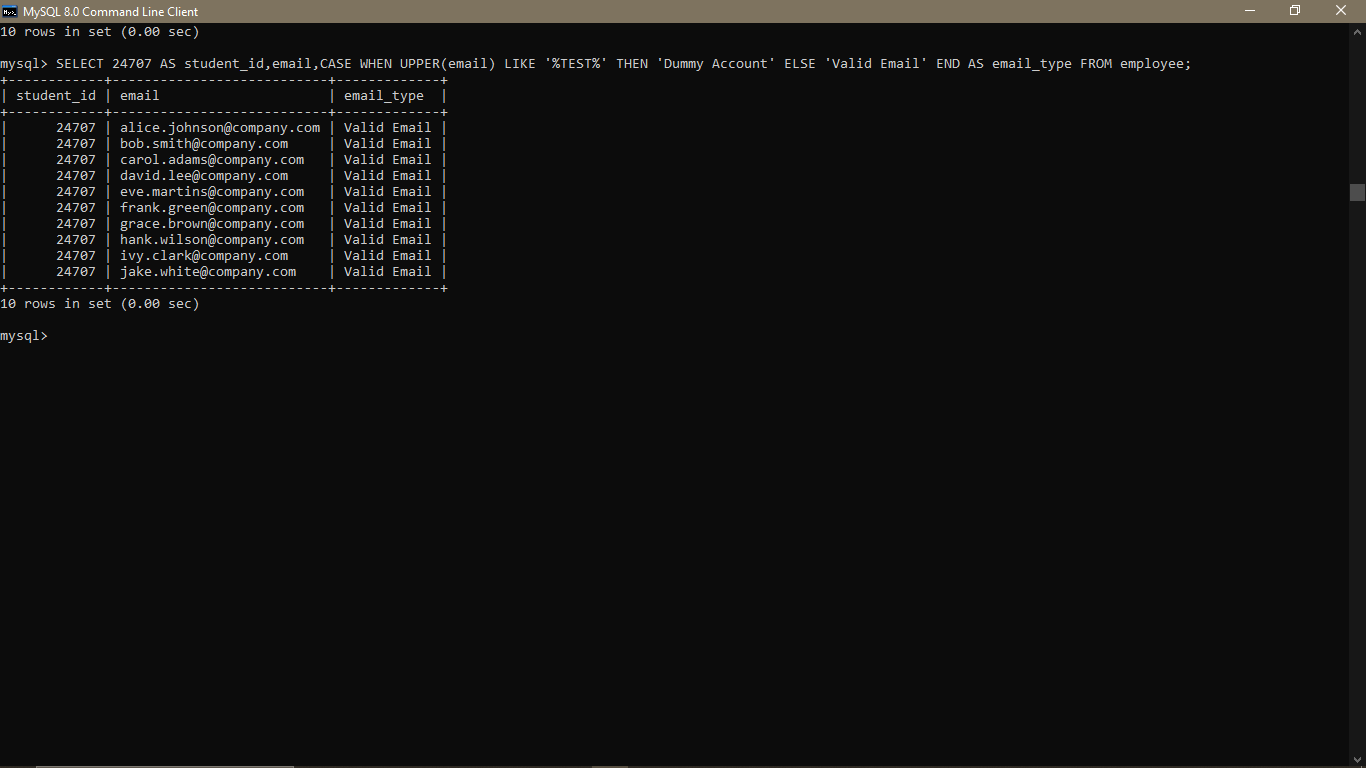 MySQL 8.0 Command Line Client
10 rows in set (0.00 sec)
mysql> SELECT 24707 AS student_id,email,CASE WHEN UPPER(email) LIKE '%TEST%' THEN 'Dummy Account' ELSE 'Valid Email' END AS email_type FROM employee;
+------------+---------------------------+-------------+
| student_id | email                     | email_type  |
+------------+---------------------------+-------------+
|      24707 | alice.johnson@company.com | Valid Email |
|      24707 | bob.smith@company.com     | Valid Email |
|      24707 | carol.adams@company.com   | Valid Email |
|      24707 | david.lee@company.com     | Valid Email |
|      24707 | eve.martins@company.com   | Valid Email |
|      24707 | frank.green@company.com   | Valid Email |
|      24707 | grace.brown@company.com   | Valid Email |
|      24707 | hank.wilson@company.com   | Valid Email |
|      24707 | ivy.clark@company.com     | Valid Email |
|      24707 | jake.white@company.com    | Valid Email |
+------------+---------------------------+-------------+
10 rows in set (0.00 sec)
mysql>